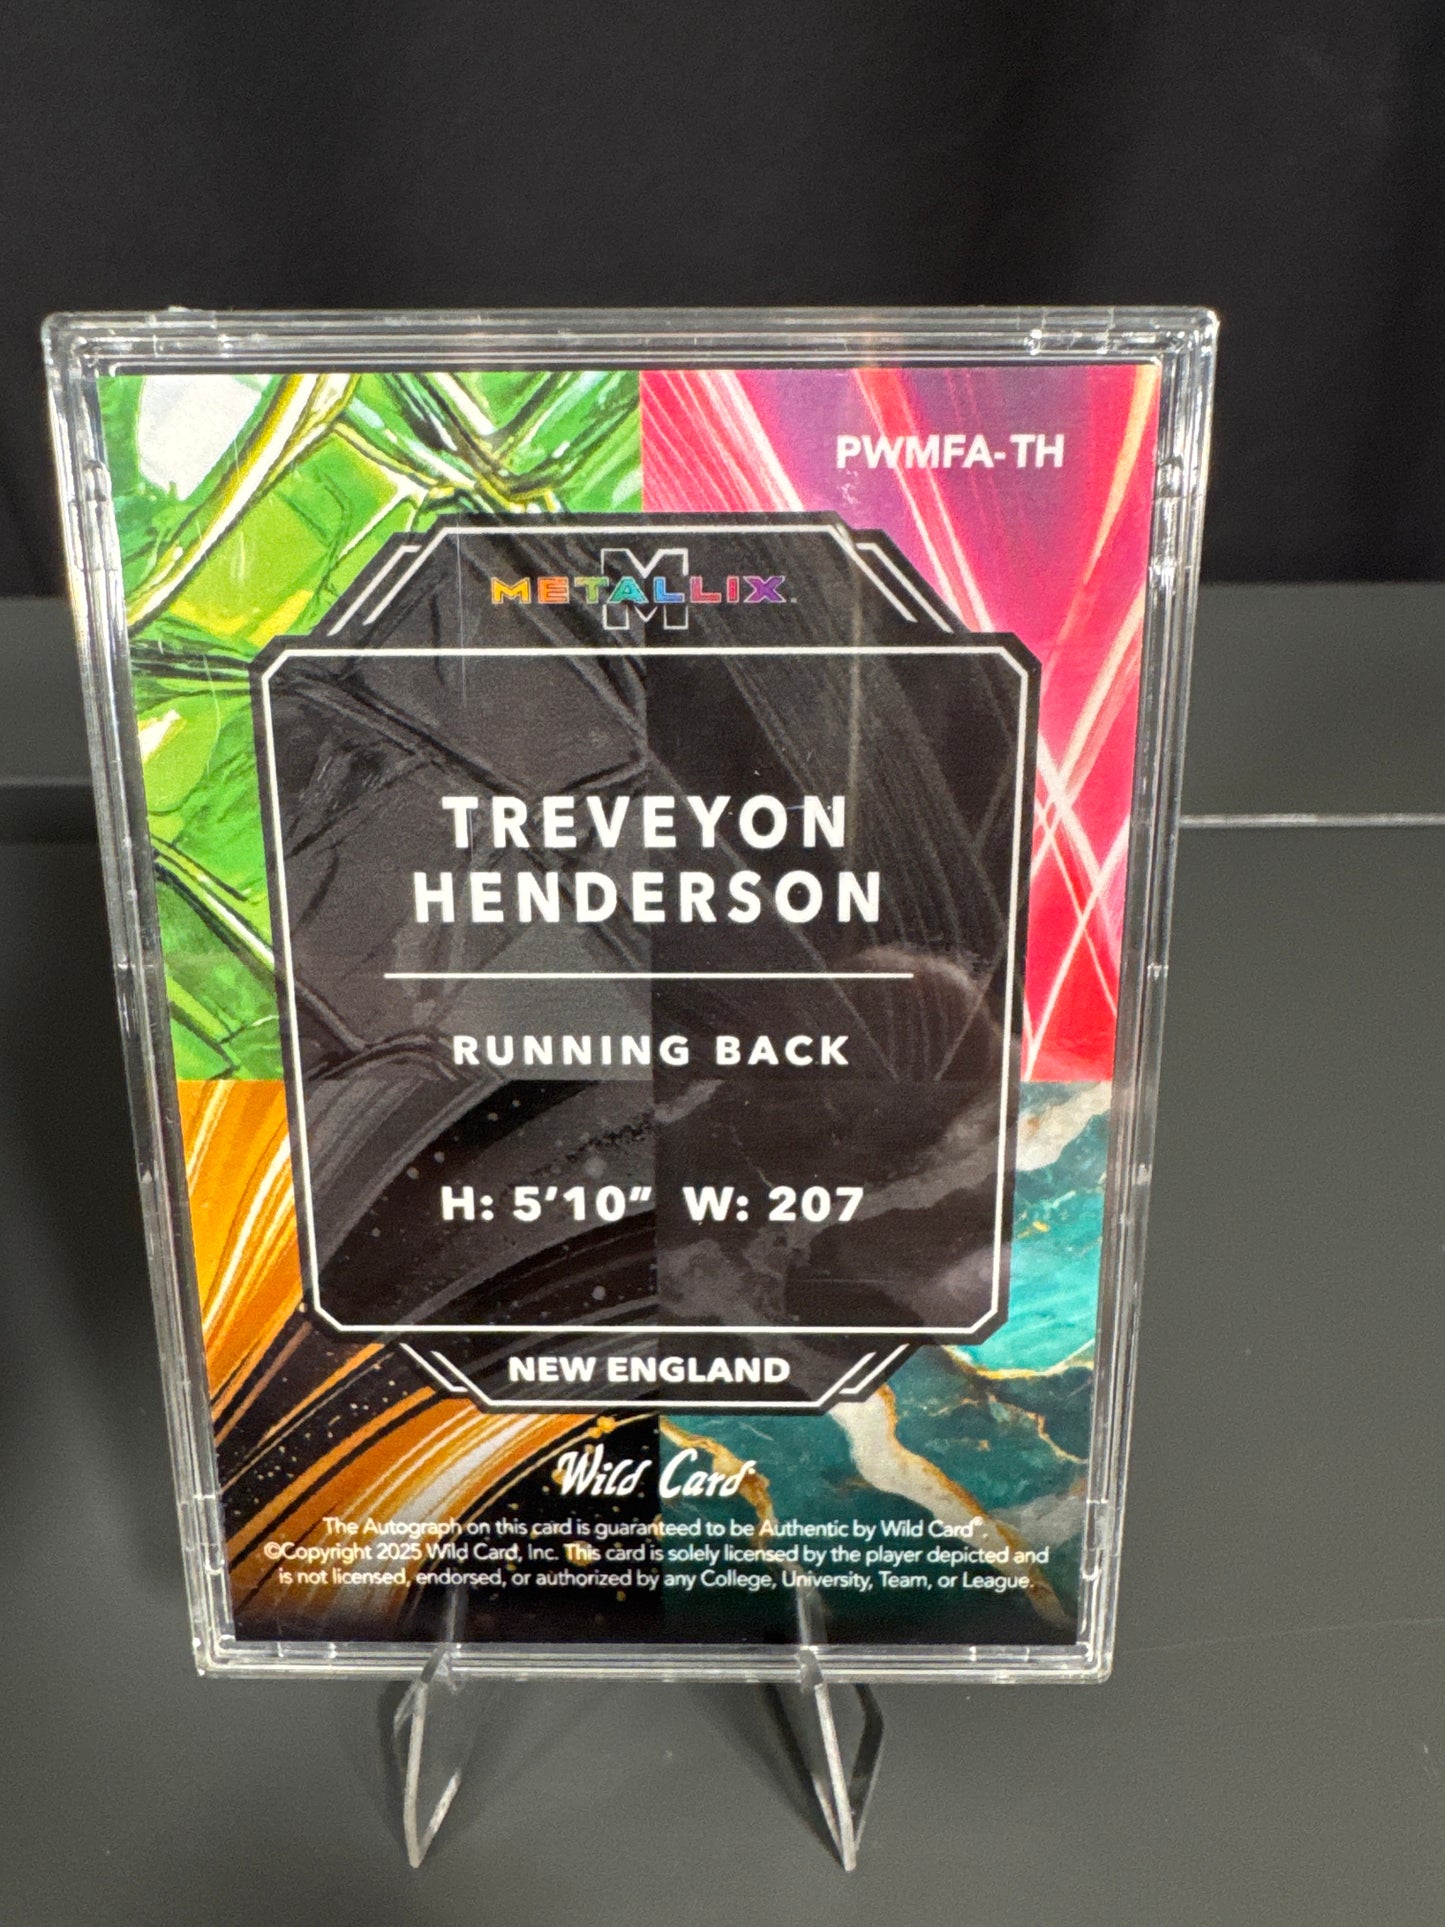 PWMFA-TH
M
METALLIX™
TREVEYON
HENDERSON
RUNNING BACK
H: 5'10" W: 207
NEW ENGLAND
Wild Card®
The Autograph on this card is guaranteed to be Authentic by Wild Card®.
©Copyright 2025 Wild Card, Inc. This card is solely licensed by the player depicted and
is not licensed, endorsed, or authorized by any College, University, Team, or League.